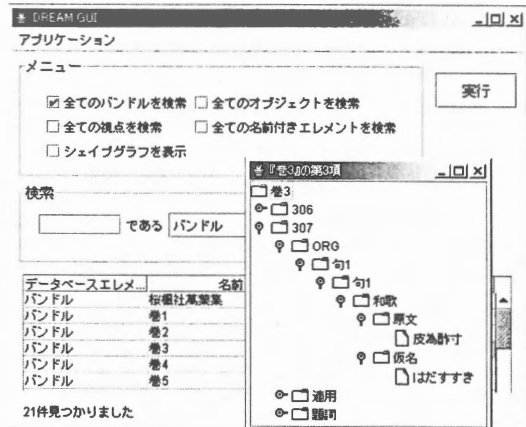 DREAM GUI
アプリケーション
メニュー
全てのバンドルを検索 全てのオブジェクトを検索
全ての視点を検索 全ての名前付きエレメントを検索
シェイプグラフを表示
実行
検索
である バンドル
データベースエレメ... 名前
バンドル 桜楓社萬葉集
バンドル 巻1
バンドル 巻2
バンドル 巻3
バンドル 巻4
バンドル 巻5
21件見つかりました
『巻3』の第3項
巻3
306
307
ORG
句1
句1
和歌
原文
皮為酢寸
仮名
はだすすき
適用
題詞